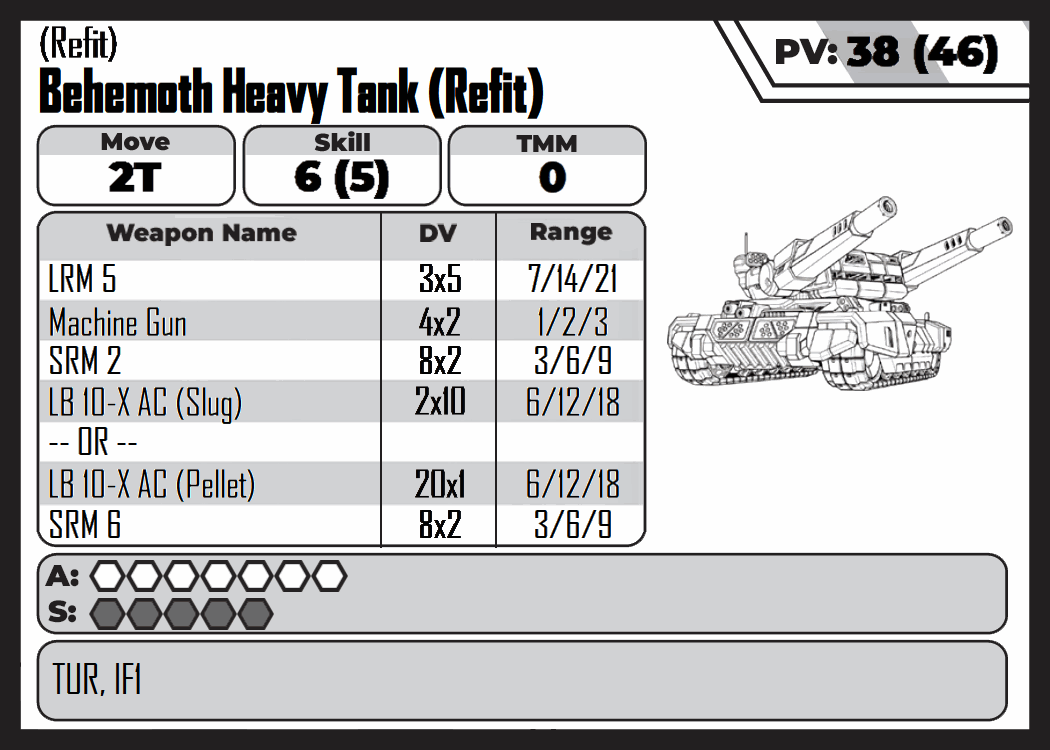 (Refit)
PV: 38 (46)
Behemoth Heavy Tank (Refit)
Move Skill TMM
2T 6 (5) 0
Weapon Name DV Range
LRM 5 3x5 7/14/21
Machine Gun 4x2 1/2/3
SRM 2 8x2 3/6/9
LB 10-X AC (Slug) 2x10 6/12/18
-- OR --
LB 10-X AC (Pellet) 20x1 6/12/18
SRM 6 8x2 3/6/9
A:
S:
TUR, IF1